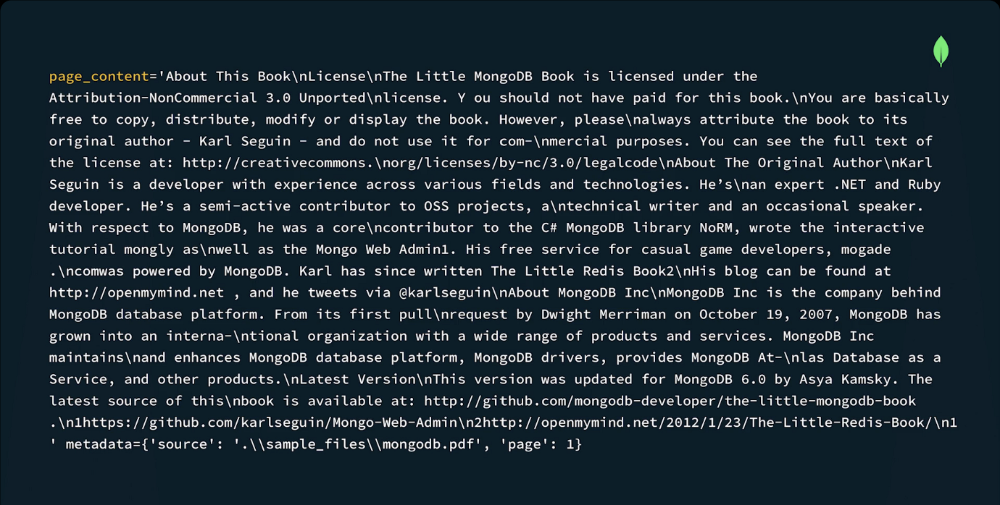 page_content='About This Book\nLicense\nThe Little MongoDB Book is licensed under the
Attribution-NonCommercial 3.0 Unported\nlicense. Y ou should not have paid for this book.\nYou are basically
free to copy, distribute, modify or display the book. However, please\nalways attribute the book to its
original author - Karl Seguin - and do not use it for com-\nmercial purposes. You can see the full text of
the license at: http://creativecommons.\norg/licenses/by-nc/3.0/legalcode\nAbout The Original Author\nKarl
Seguin is a developer with experience across various fields and technologies. He’s\nan expert .NET and Ruby
developer. He’s a semi-active contributor to OSS projects, a\ntechnical writer and an occasional speaker.
With respect to MongoDB, he was a core\ncontributor to the C# MongoDB library NoRM, wrote the interactive
tutorial mongly as\nwell as the Mongo Web Admin1. His free service for casual game developers, mogade
.\ncomwas powered by MongoDB. Karl has since written The Little Redis Book2\nHis blog can be found at
http://openmymind.net , and he tweets via @karlseguin\nAbout MongoDB Inc\nMongoDB Inc is the company behind
MongoDB database platform. From its first pull\nrequest by Dwight Merriman on October 19, 2007, MongoDB has
grown into an interna-\ntional organization with a wide range of products and services. MongoDB Inc
maintains\nand enhances MongoDB database platform, MongoDB drivers, provides MongoDB At-\nlas Database as a
Service, and other products.\nLatest Version\nThis version was updated for MongoDB 6.0 by Asya Kamsky. The
latest source of this\nbook is available at: http://github.com/mongodb-developer/the-little-mongodb-book
.\n1https://github.com/karlseguin/Mongo-Web-Admin\n2http://openmymind.net/2012/1/23/The-Little-Redis-Book/\n1
' metadata={'source': '.\\sample_files\\mongodb.pdf', 'page': 1}